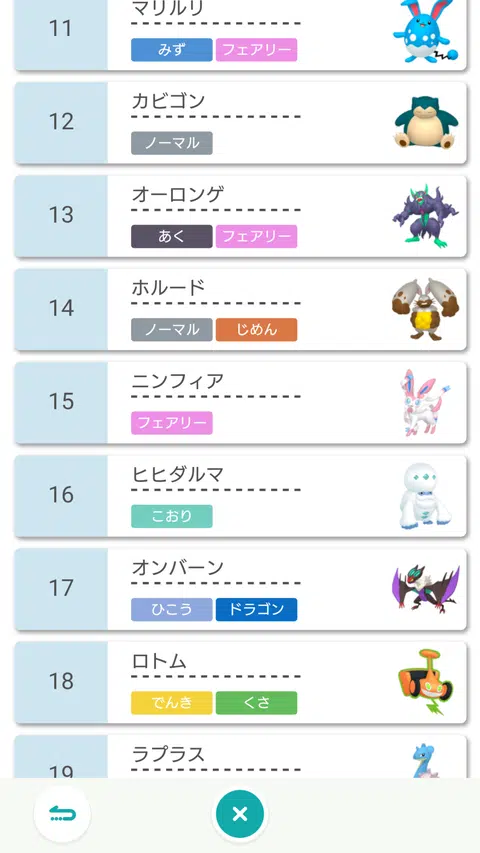 マリルリ
11
みず フェアリー
カビゴン
12
ノーマル
オーロンゲ
13
あく フェアリー
ホルード
14
ノーマル じめん
ニンフィア
15
フェアリー
ヒヒダルマ
16
こおり
オンバーン
17
ひこう ドラゴン
ロトム
18
でんき くさ
ラプラス
19